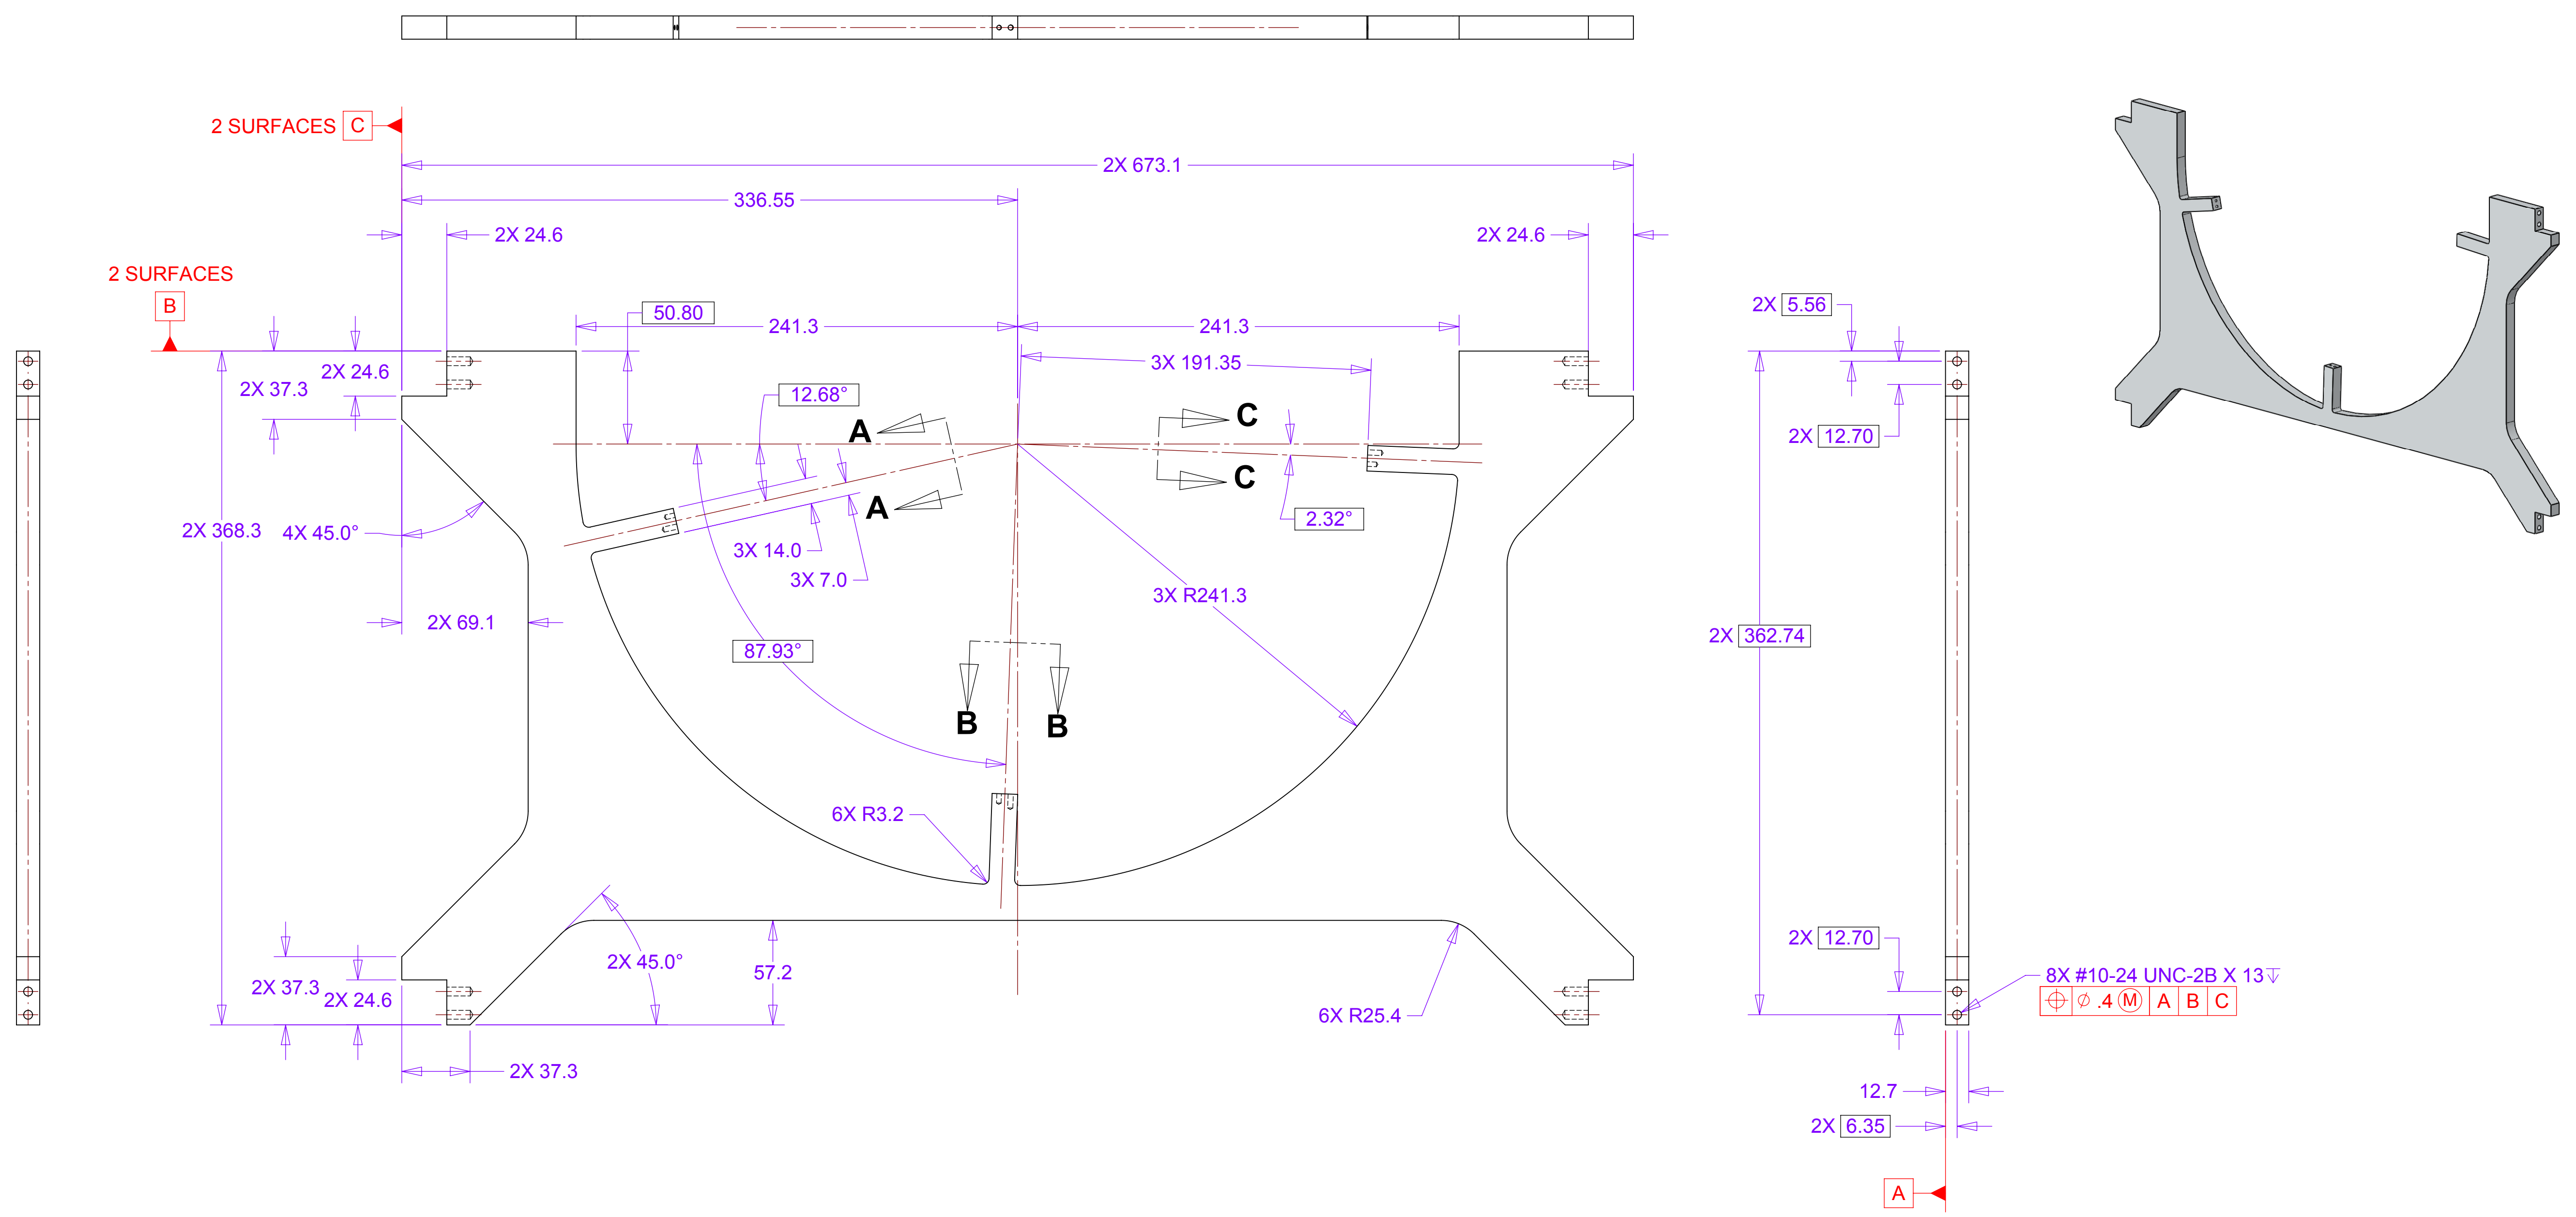 2 SURFACES C
2X 673.1
336.55
2X 24.6
2X 24.6
2 SURFACES
B
50.80
241.3
241.3
2X 5.56
3X 191.35
2X 24.6
2X 37.3
12.68°
A
C
2X 12.70
C
A
2X 368.3
4X 45.0°
2.32°
3X 14.0
3X 7.0
3X R241.3
2X 69.1
2X 362.74
87.93°
B
B
6X R3.2
2X 12.70
2X 45.0°
57.2
8X #10-24 UNC-2B X 13↧
⌖ ⌀ .4 Ⓜ A B C
2X 37.3
2X 24.6
6X R25.4
2X 37.3
12.7
2X 6.35
A